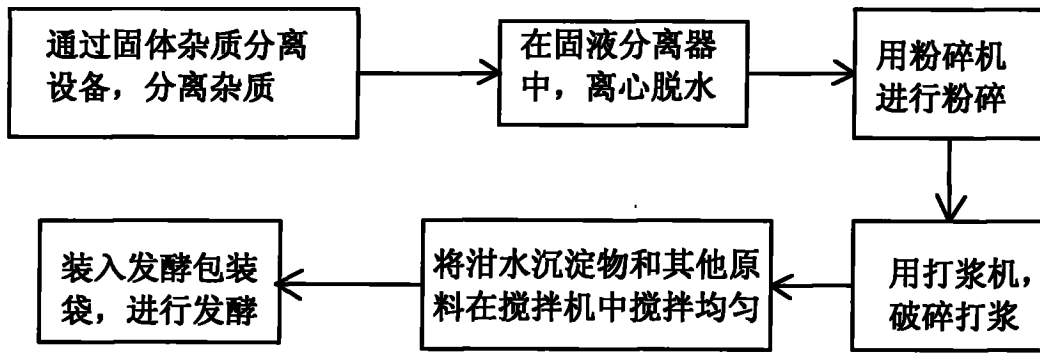 通过固体杂质分离
设备，分离杂质
在固液分离器
中，离心脱水
用粉碎机
进行粉碎
用打浆机，
破碎打浆
将泔水沉淀物和其他原
料在搅拌机中搅拌均匀
装入发酵包装
袋，进行发酵